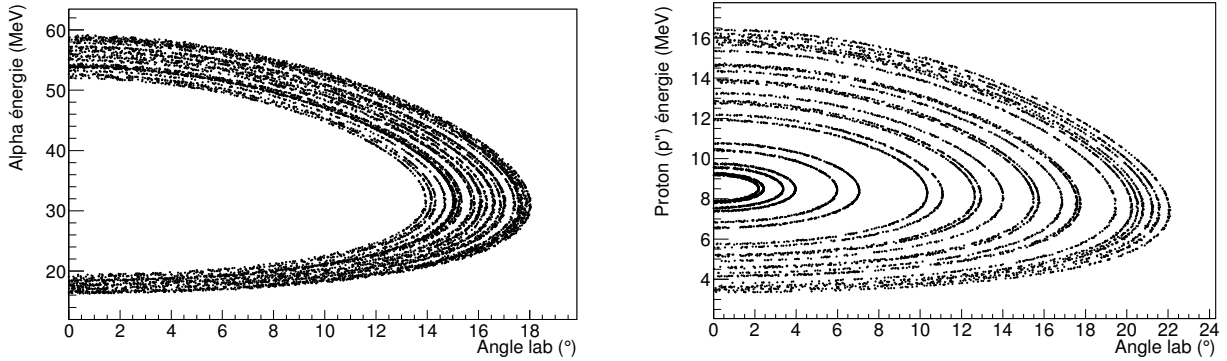 Alpha énergie (MeV)
60
50
40
30
20
0 2 4 6 8 10 12 14 16 18
Angle lab (°)
Proton (p") énergie (MeV)
16
14
12
10
8
6
4
0 2 4 6 8 10 12 14 16 18 20 22 24
Angle lab (°)